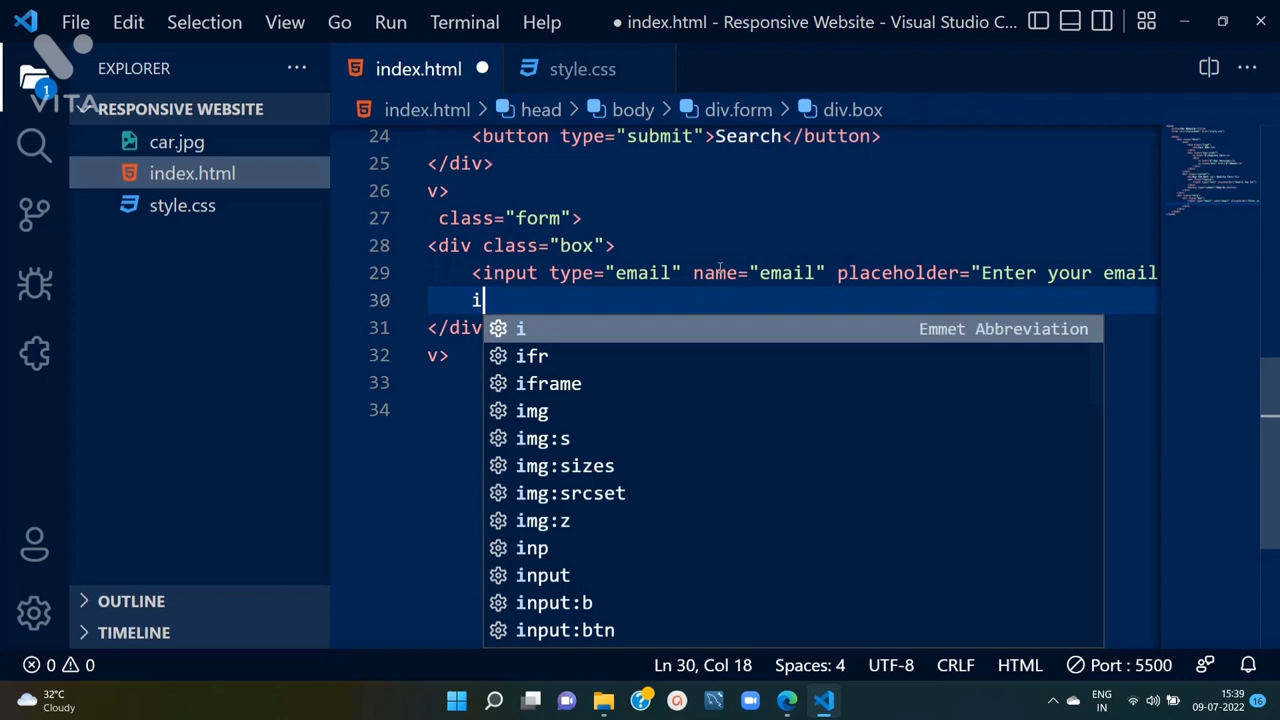 File Edit Selection View Go Run Terminal Help ● index.html - Responsive Website - Visual Studio C...
EXPLORER ... index.html ● style.css ...
1
VITA
RESPONSIVE WEBSITE index.html > head > body > div.form > div.box
car.jpg
index.html
style.css
24 <button type="submit">Search</button>
25 </div>
26 v>
27 class="form">
28 <div class="box">
29 <input type="email" name="email" placeholder="Enter your email
30 i
31 </div
32 v>
33
34
i Emmet Abbreviation
ifr
iframe
img
img:s
img:sizes
img:srcset
img:z
inp
input
input:b
input:btn
OUTLINE
TIMELINE
0 0 Ln 30, Col 18 Spaces: 4 UTF-8 CRLF HTML Port : 5500
32°C
Cloudy
ENG
IN
15:39
09-07-2022
16